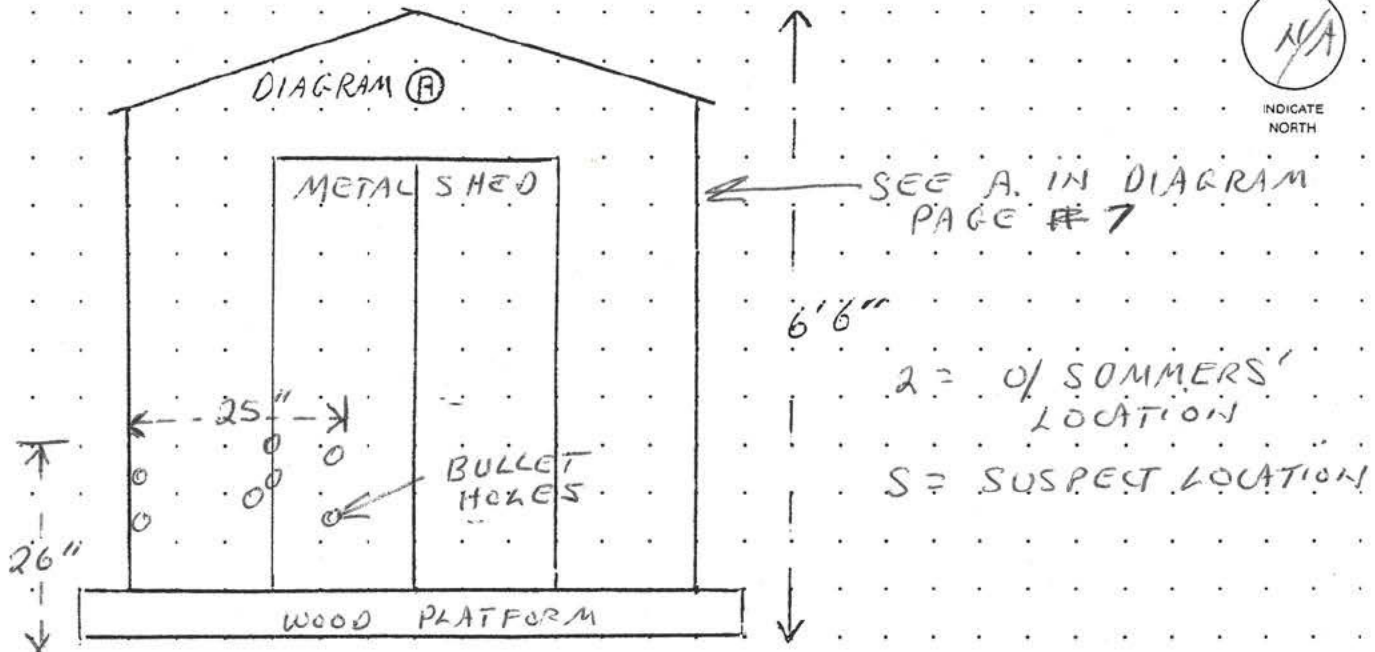 N/A
INDICATE
NORTH
DIAGRAM A
METAL SHED
SEE A. IN DIAGRAM
PAGE # 7
6'6"
2 = O/ SOMMERS'
LOCATION
S = SUSPECT LOCATION
25"
BULLET
HOLES
26"
WOOD PLATFORM